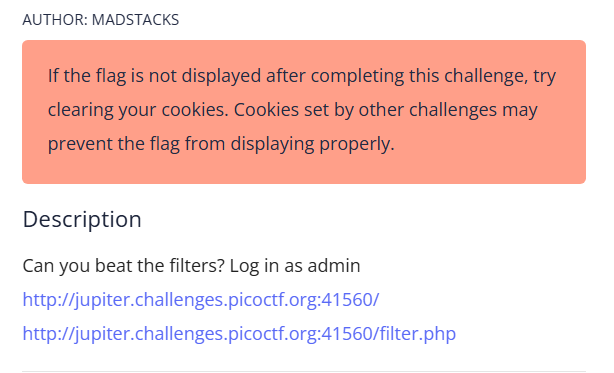 AUTHOR: MADSTACKS
If the flag is not displayed after completing this challenge, try
clearing your cookies. Cookies set by other challenges may
prevent the flag from displaying properly.
Description
Can you beat the filters? Log in as admin
http://jupiter.challenges.picoctf.org:41560/
http://jupiter.challenges.picoctf.org:41560/filter.php